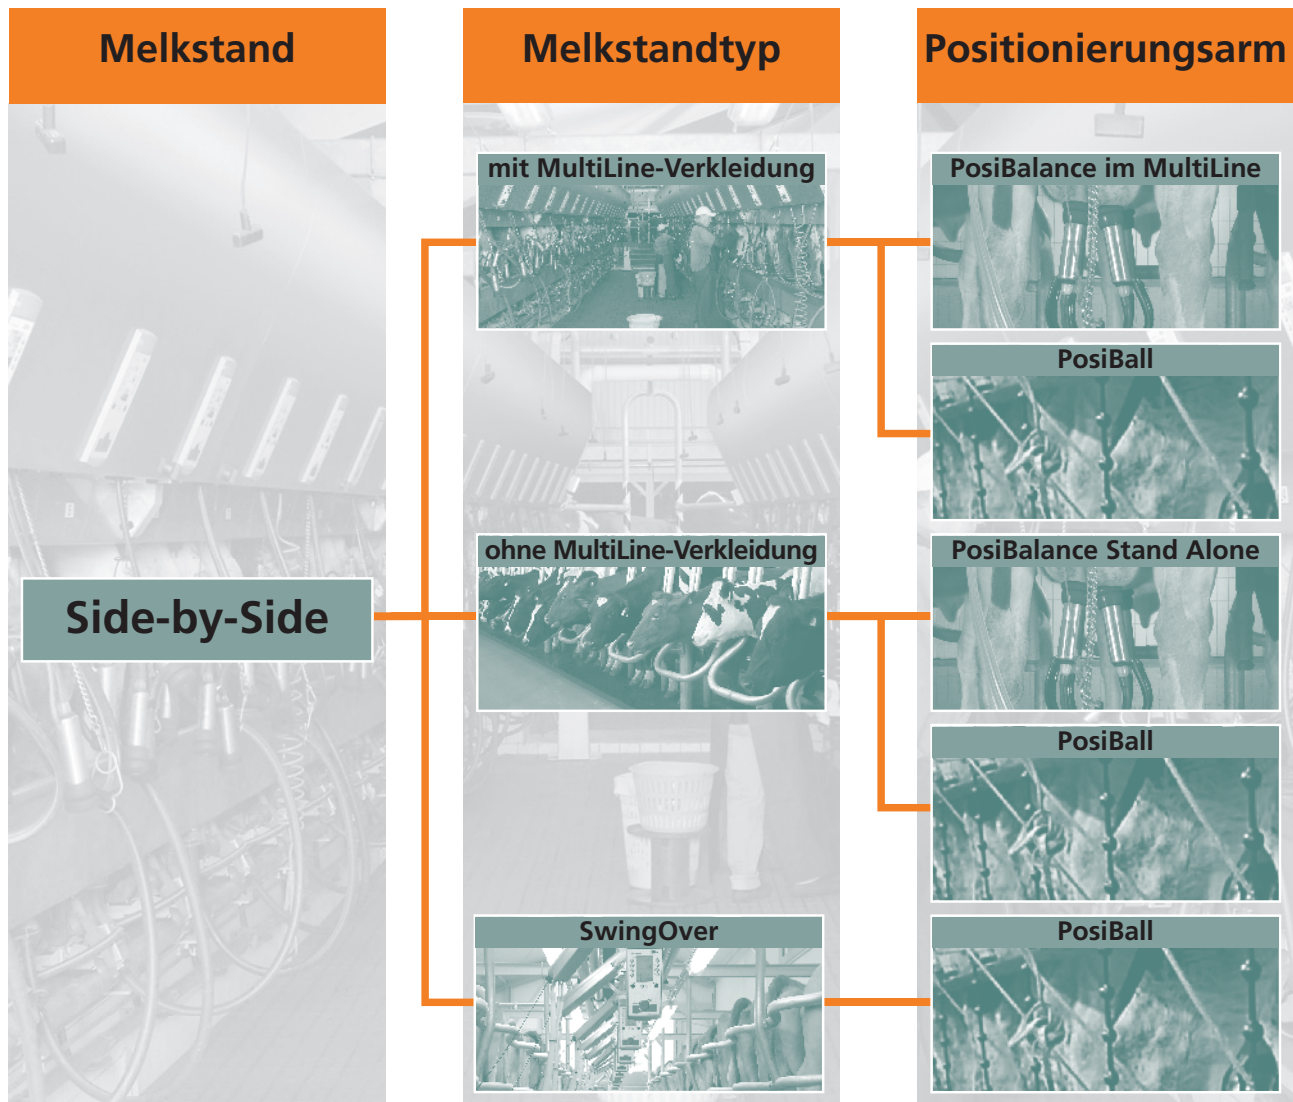 Melkstand
Melkstandtyp
Positionierungsarm
mit MultiLine-Verkleidung
PosiBalance im MultiLine
PosiBall
ohne MultiLine-Verkleidung
PosiBalance Stand Alone
Side-by-Side
PosiBall
SwingOver
PosiBall